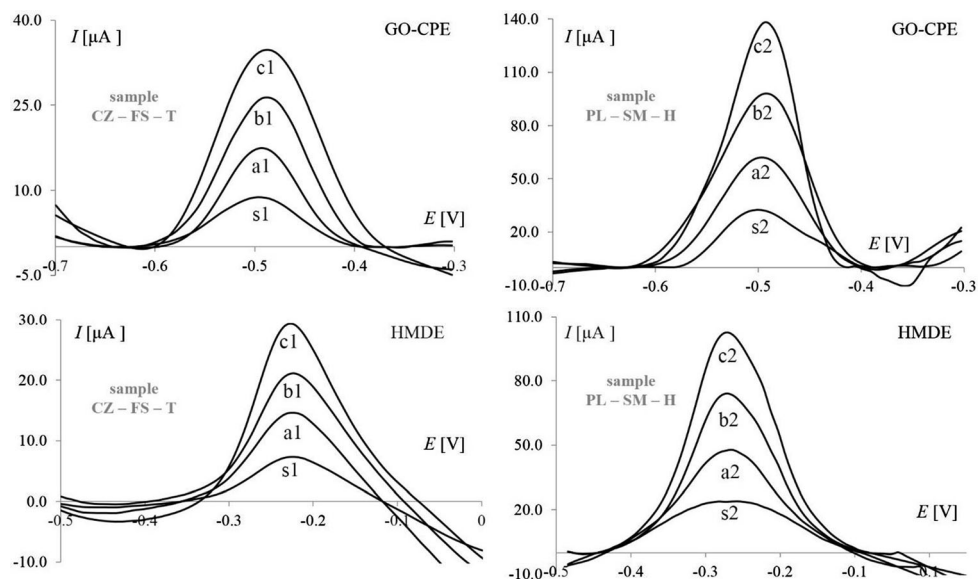 40.0
I [μA ]
GO-CPE
c1
sample
CZ – FS – T
25.0
b1
a1
10.0
s1
E [V]
-5.0
-0.7
-0.6
-0.5
-0.4
-0.3
140.0
I [μA ]
GO-CPE
c2
110.0
sample
PL – SM – H
80.0
b2
50.0
a2
20.0
s2
E [V]
-10.0
-0.7
-0.6
-0.5
-0.4
-0.3
30.0
I [μA ]
HMDE
c1
20.0
sample
CZ – FS – T
b1
a1
10.0
E [V]
s1
0.0
-0.5
-0.4
-0.3
-0.2
-0.1
0
-10.0
110.0
I [μA ]
HMDE
c2
80.0
sample
PL – SM – H
b2
50.0
a2
20.0
s2
E [V]
-10.0
-0.5
-0.4
-0.3
-0.2
-0.1
0.1